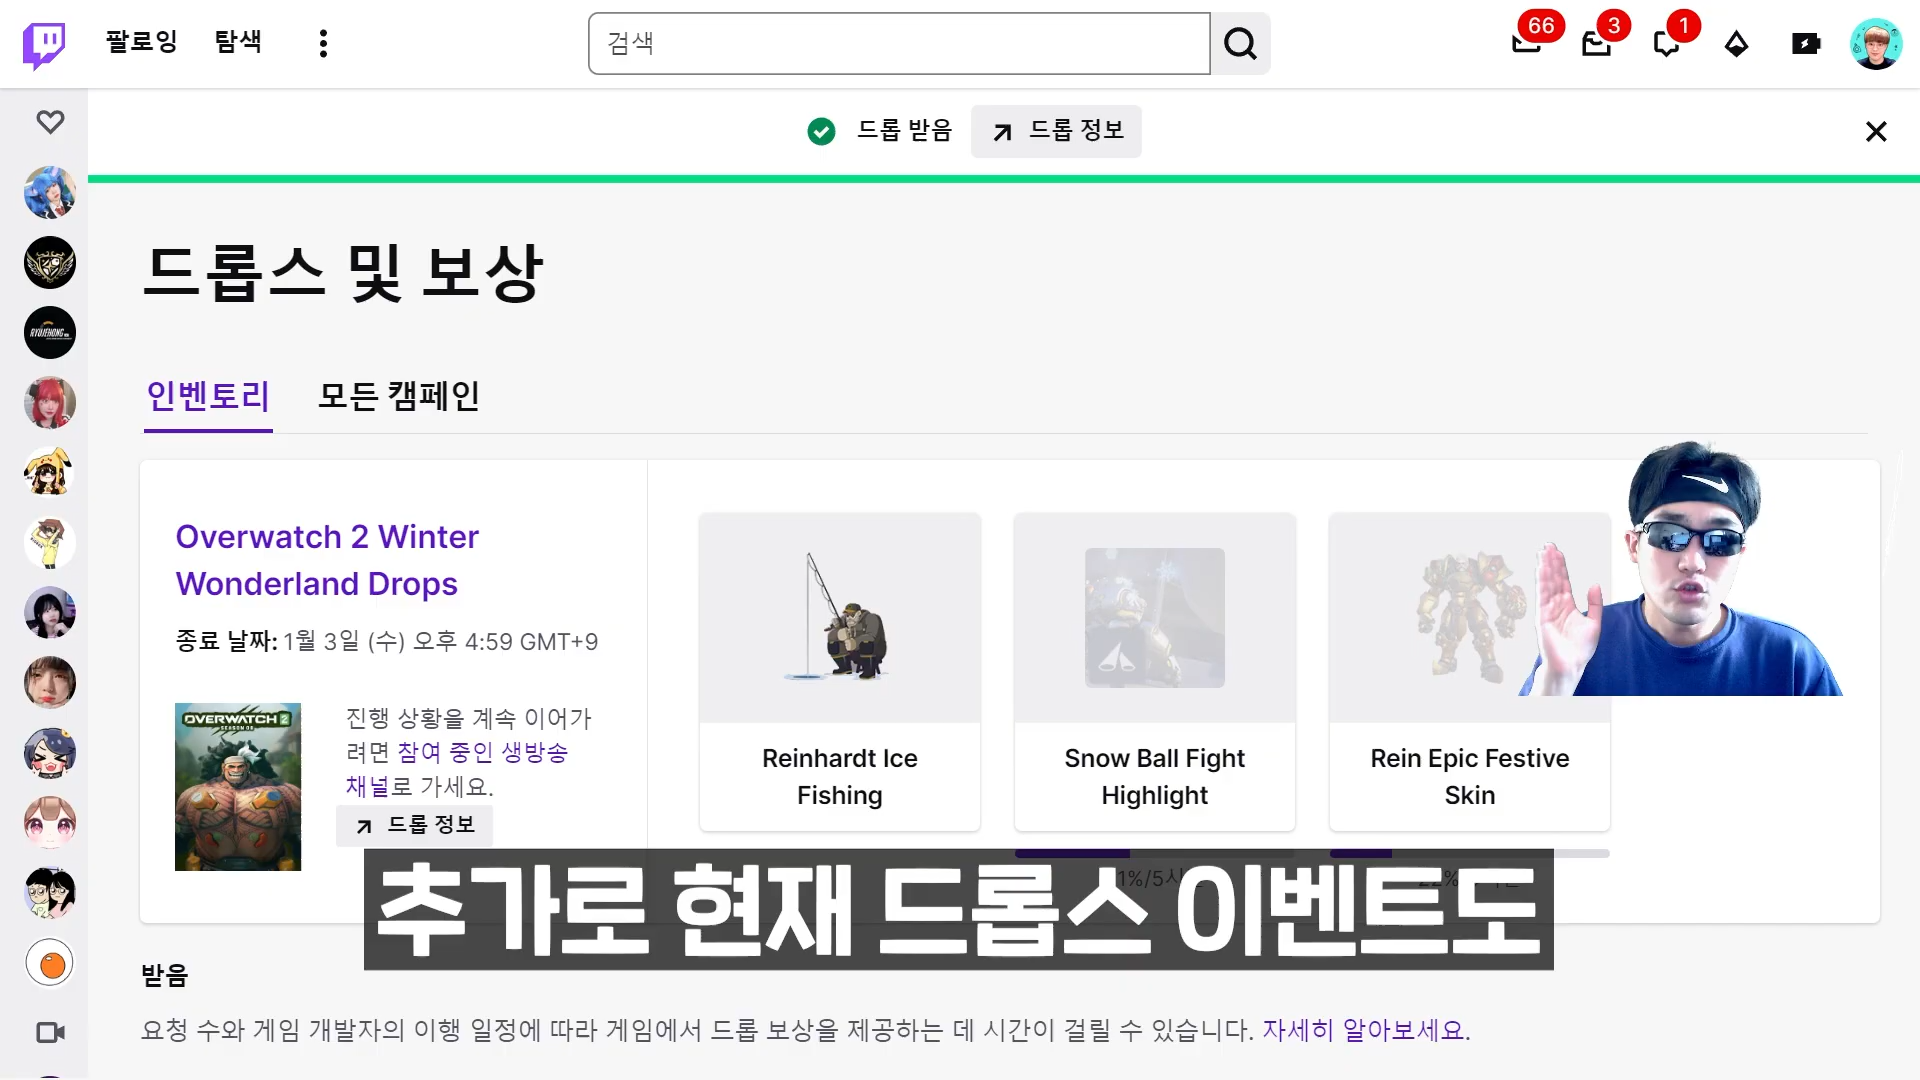 팔로잉 탐색 검색 66 3 1
드롭 받음 드롭 정보
드롭스 및 보상
인벤토리 모든 캠페인
Overwatch 2 Winter
Wonderland Drops
종료 날짜: 1월 3일 (수) 오후 4:59 GMT+9
OVERWATCH 2
진행 상황을 계속 이어가
려면 참여 중인 생방송
채널로 가세요.
드롭 정보
Reinhardt Ice
Fishing
Snow Ball Fight
Highlight
Rein Epic Festive
Skin
추가로 현재 드롭스 이벤트도
받음
요청 수와 게임 개발자의 이행 일정에 따라 게임에서 드롭 보상을 제공하는 데 시간이 걸릴 수 있습니다. 자세히 알아보세요.